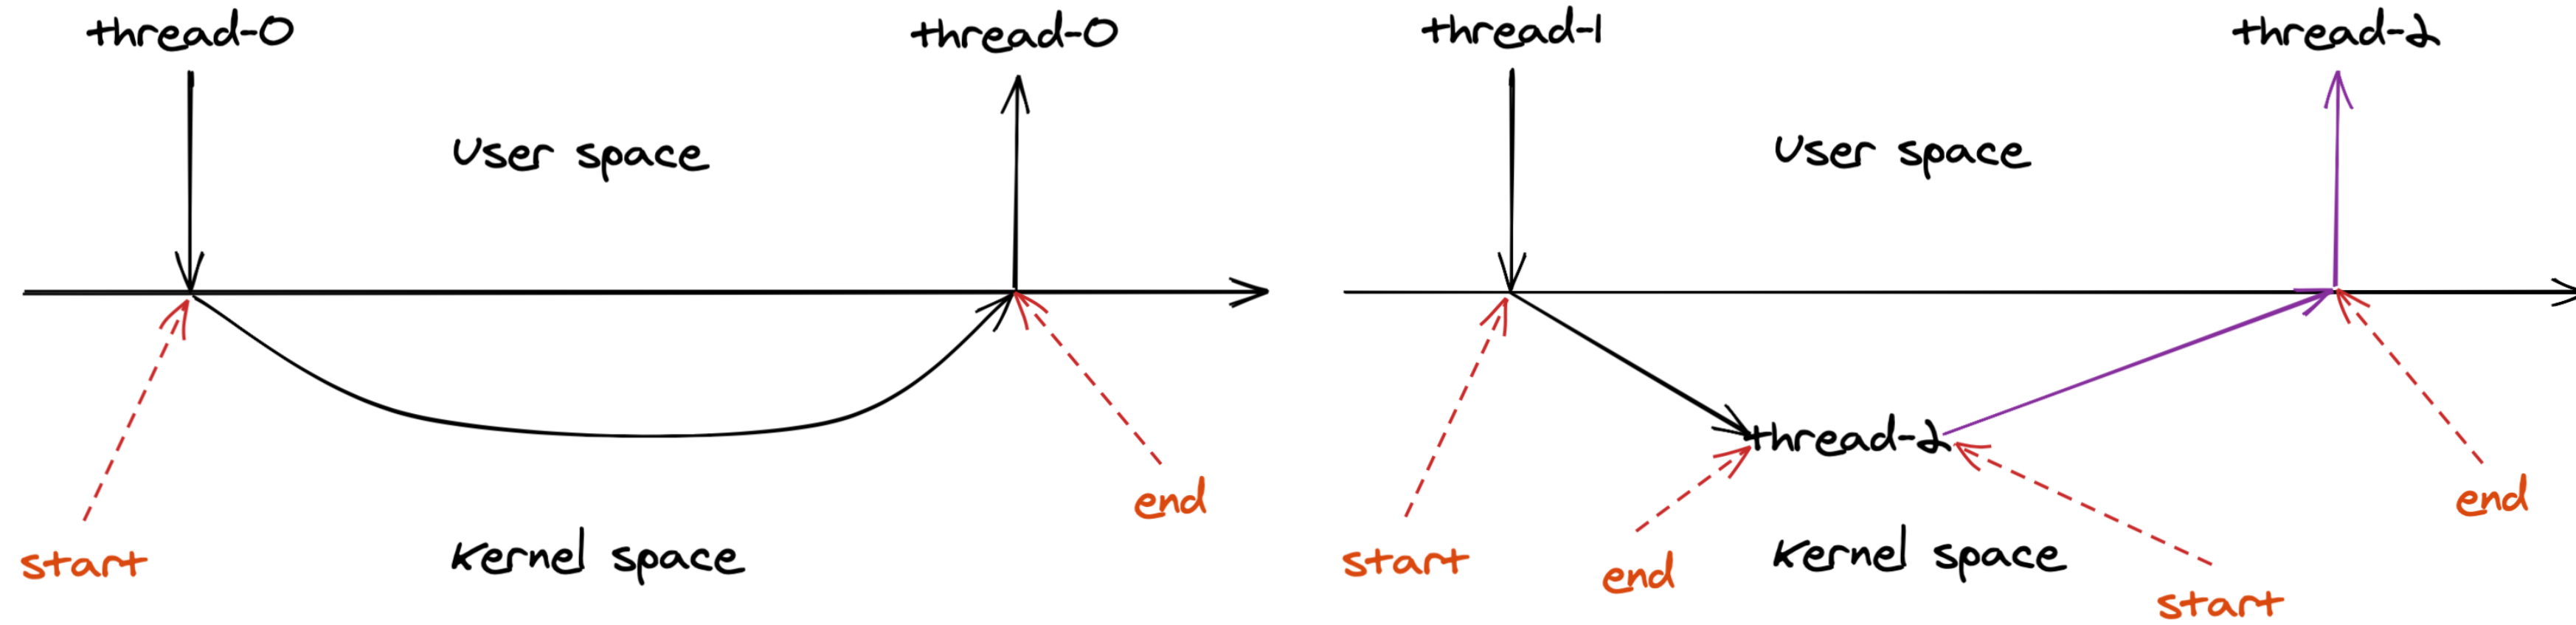 thread-0
thread-0
User space
start
end
Kernel space
thread-1
thread-2
User space
thread-2
start
end
end
Kernel space
start